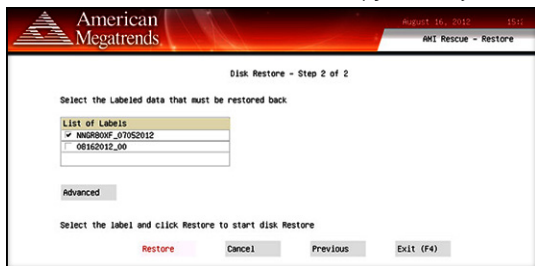 American
Megatrends
August 16, 2012
AMI Rescue - Restore
Disk Restore - Step 2 of 2
Select the Labeled data that must be restored back
List of Labels
NNGR80XF_07052012
08162012_00
Advanced
Select the label and click Restore to start disk Restore
Restore Cancel Previous Exit (F4)